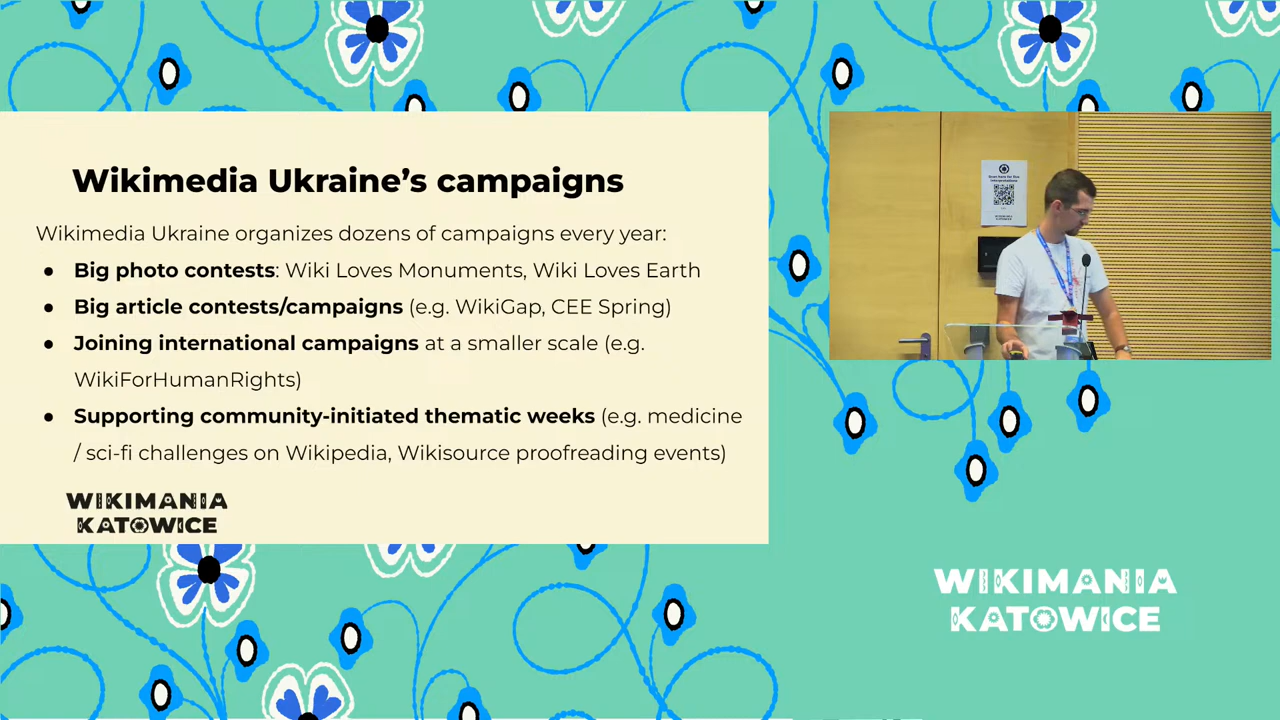 Wikimedia Ukraine's campaigns
Wikimedia Ukraine organizes dozens of campaigns every year:
● Big photo contests: Wiki Loves Monuments, Wiki Loves Earth
● Big article contests/campaigns (e.g. WikiGap, CEE Spring)
● Joining international campaigns at a smaller scale (e.g.
WikiForHumanRights)
● Supporting community-initiated thematic weeks (e.g. medicine
/ sci-fi challenges on Wikipedia, Wikisource proofreading events)
WIKIMANIA
KATOWICE
WIKIMANIA
KATOWICE